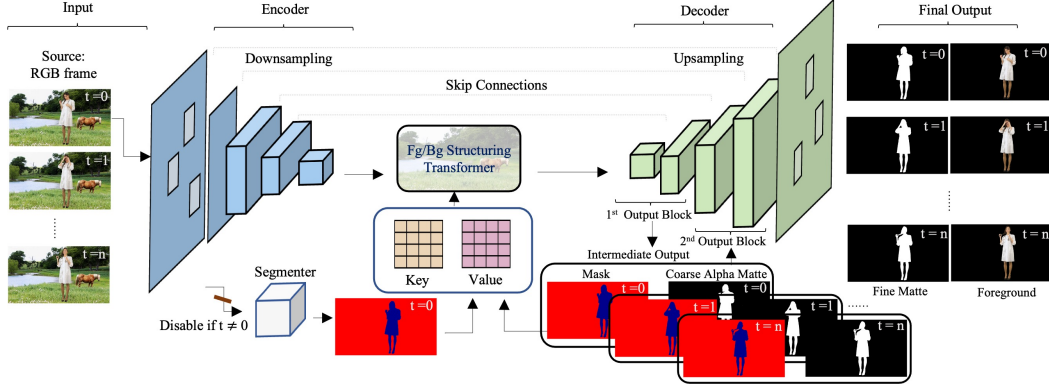 Input
Encoder
Decoder
Final Output
Source:
RGB frame
Downsampling
Upsampling
Skip Connections
t =0
t =1
t = n
Fg/Bg Structuring
Transformer
Key
Value
Segmenter
Disable if t ≠ 0
t =0
1st Output Block
2nd Output Block
Intermediate Output
Mask
Coarse Alpha Matte
t =0
t =0
t =1
t =1
t = n
t = n
t =0
t =0
t =1
t =1
t = n
t = n
Fine Matte
Foreground